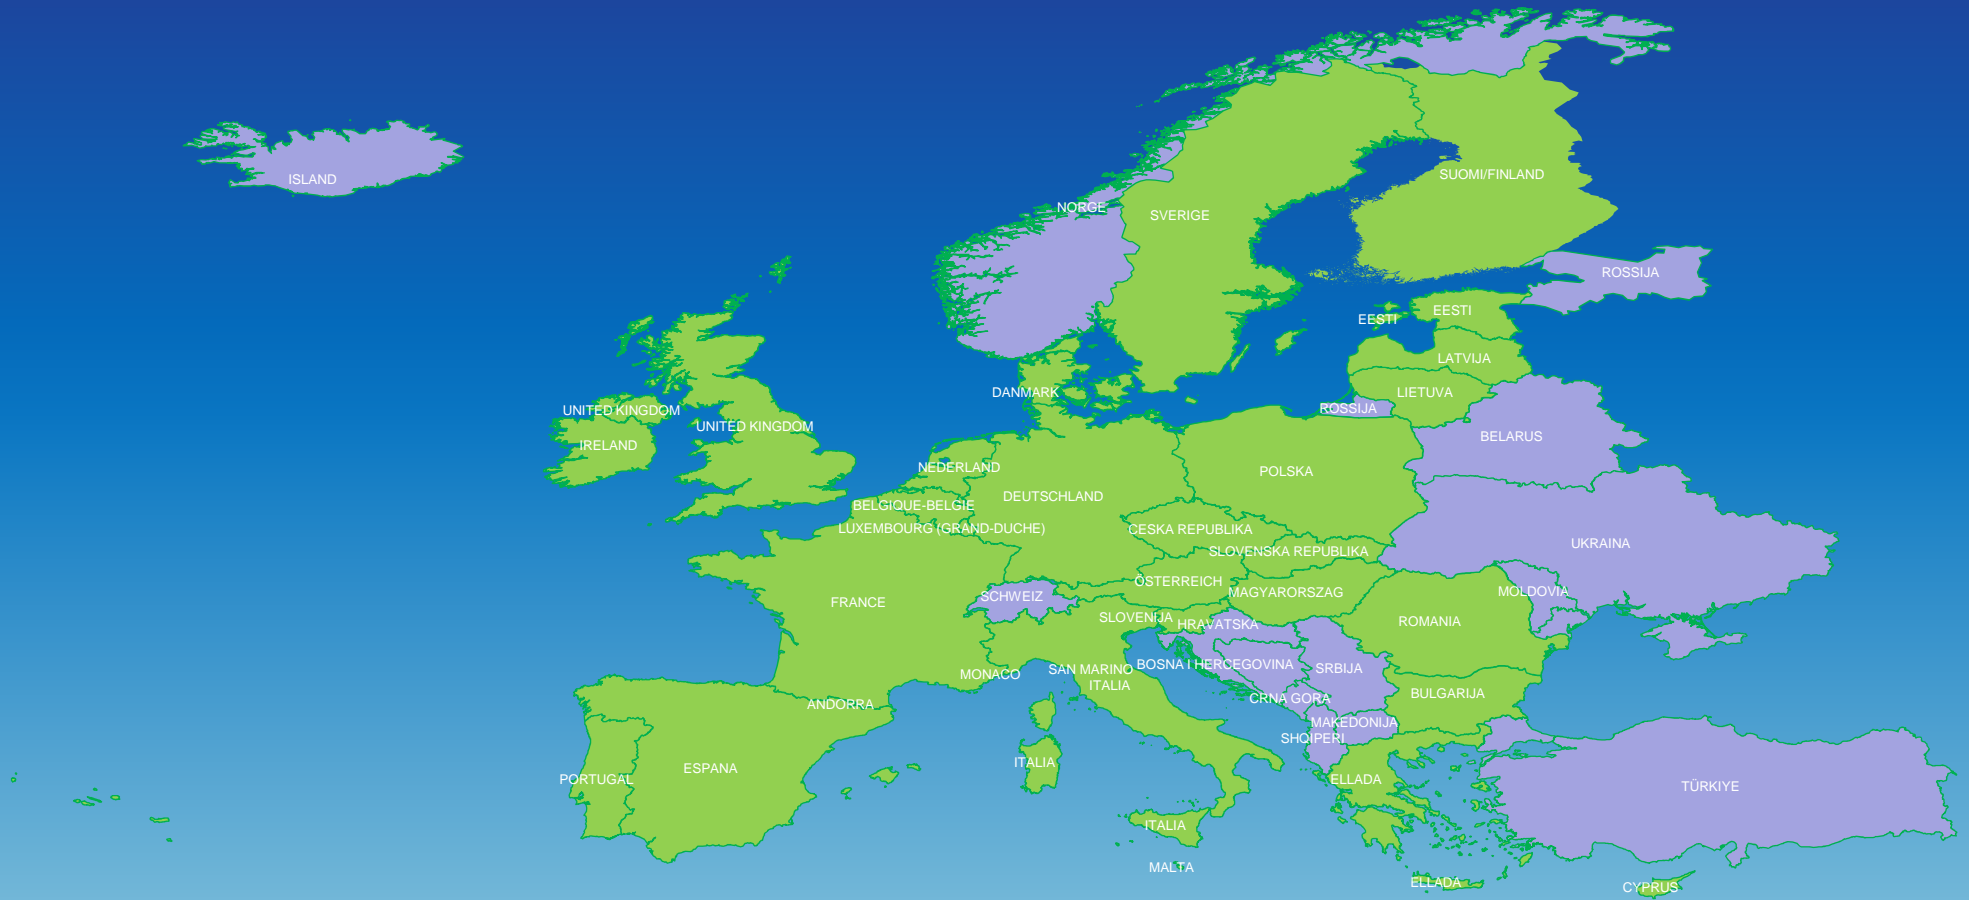 SUOMI/FINLAND
ISLAND
NORGE
SVERIGE
ROSSIJA
EESTI
EESTI
LATVIJA
DANMARK
LIETUVA
ROSSIJA
UNITED KINGDOM
UNITED KINGDOM
BELARUS
IRELAND
NEDERLAND
POLSKA
DEUTSCHLAND
BELGIQUE-BELGIE
LUXEMBOURG (GRAND-DUCHE)
CESKA REPUBLIKA
UKRAINA
SLOVENSKA REPUBLIKA
ÖSTERREICH
MOLDOVIA
MAGYARORSZAG
SCHWEIZ
FRANCE
SLOVENIJA
ROMANIA
HRAVATSKA
BOSNA I HERCEGOVINA
SRBIJA
SAN MARINO
MONACO
ITALIA
BULGARIJA
CRNA GORA
ANDORRA
MAKEDONIJA
SHQIPERI
ITALIA
ESPANA
PORTUGAL
ELLADA
TÜRKIYE
ITALIA
MALTA
ELLADA
CYPRUS